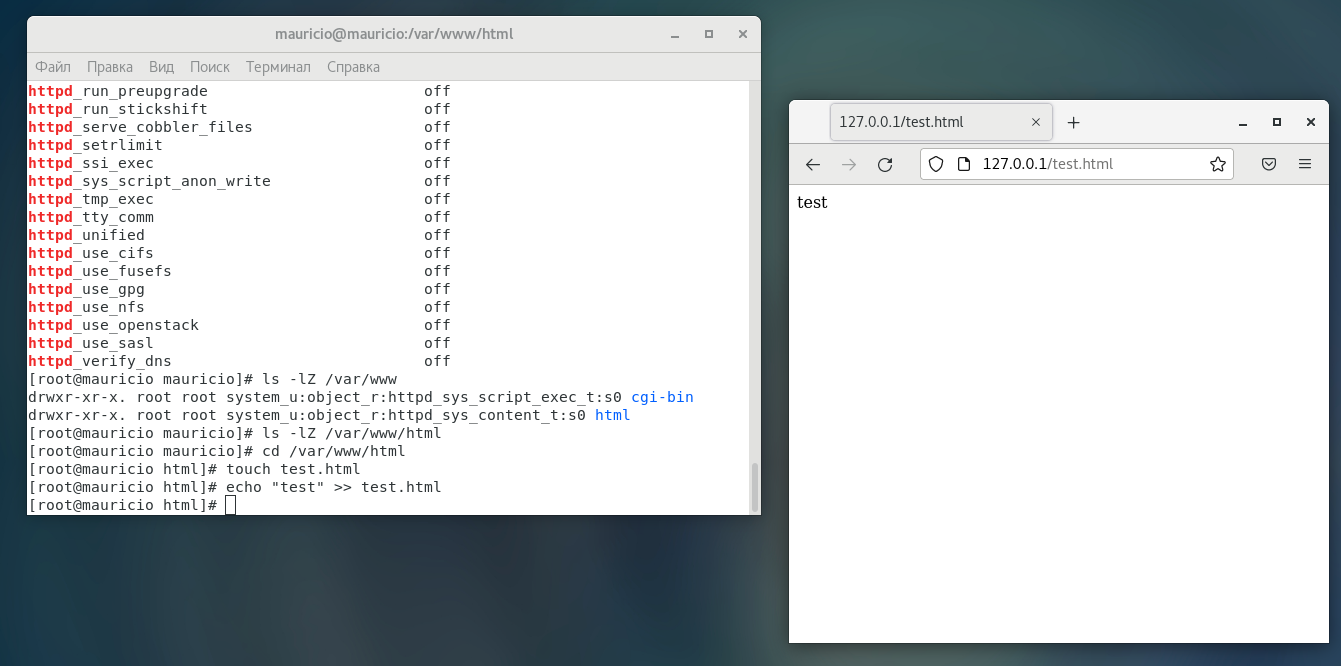 mauricio@mauricio:/var/www/html
Файл Правка Вид Поиск Терминал Справка
httpd_run_preupgrade off
httpd_run_stickshift off
httpd_serve_cobbler_files off
httpd_setrlimit off
httpd_ssi_exec off
httpd_sys_script_anon_write off
httpd_tmp_exec off
httpd_tty_comm off
httpd_unified off
httpd_use_cifs off
httpd_use_fusefs off
httpd_use_gpg off
httpd_use_nfs off
httpd_use_openstack off
httpd_use_sasl off
httpd_verify_dns off
[root@mauricio mauricio]# ls -lZ /var/www
drwxr-xr-x. root root system_u:object_r:httpd_sys_script_exec_t:s0 cgi-bin
drwxr-xr-x. root root system_u:object_r:httpd_sys_content_t:s0 html
[root@mauricio mauricio]# ls -lZ /var/www/html
[root@mauricio mauricio]# cd /var/www/html
[root@mauricio html]# touch test.html
[root@mauricio html]# echo "test" >> test.html
[root@mauricio html]#
127.0.0.1/test.html
127.0.0.1/test.html
test